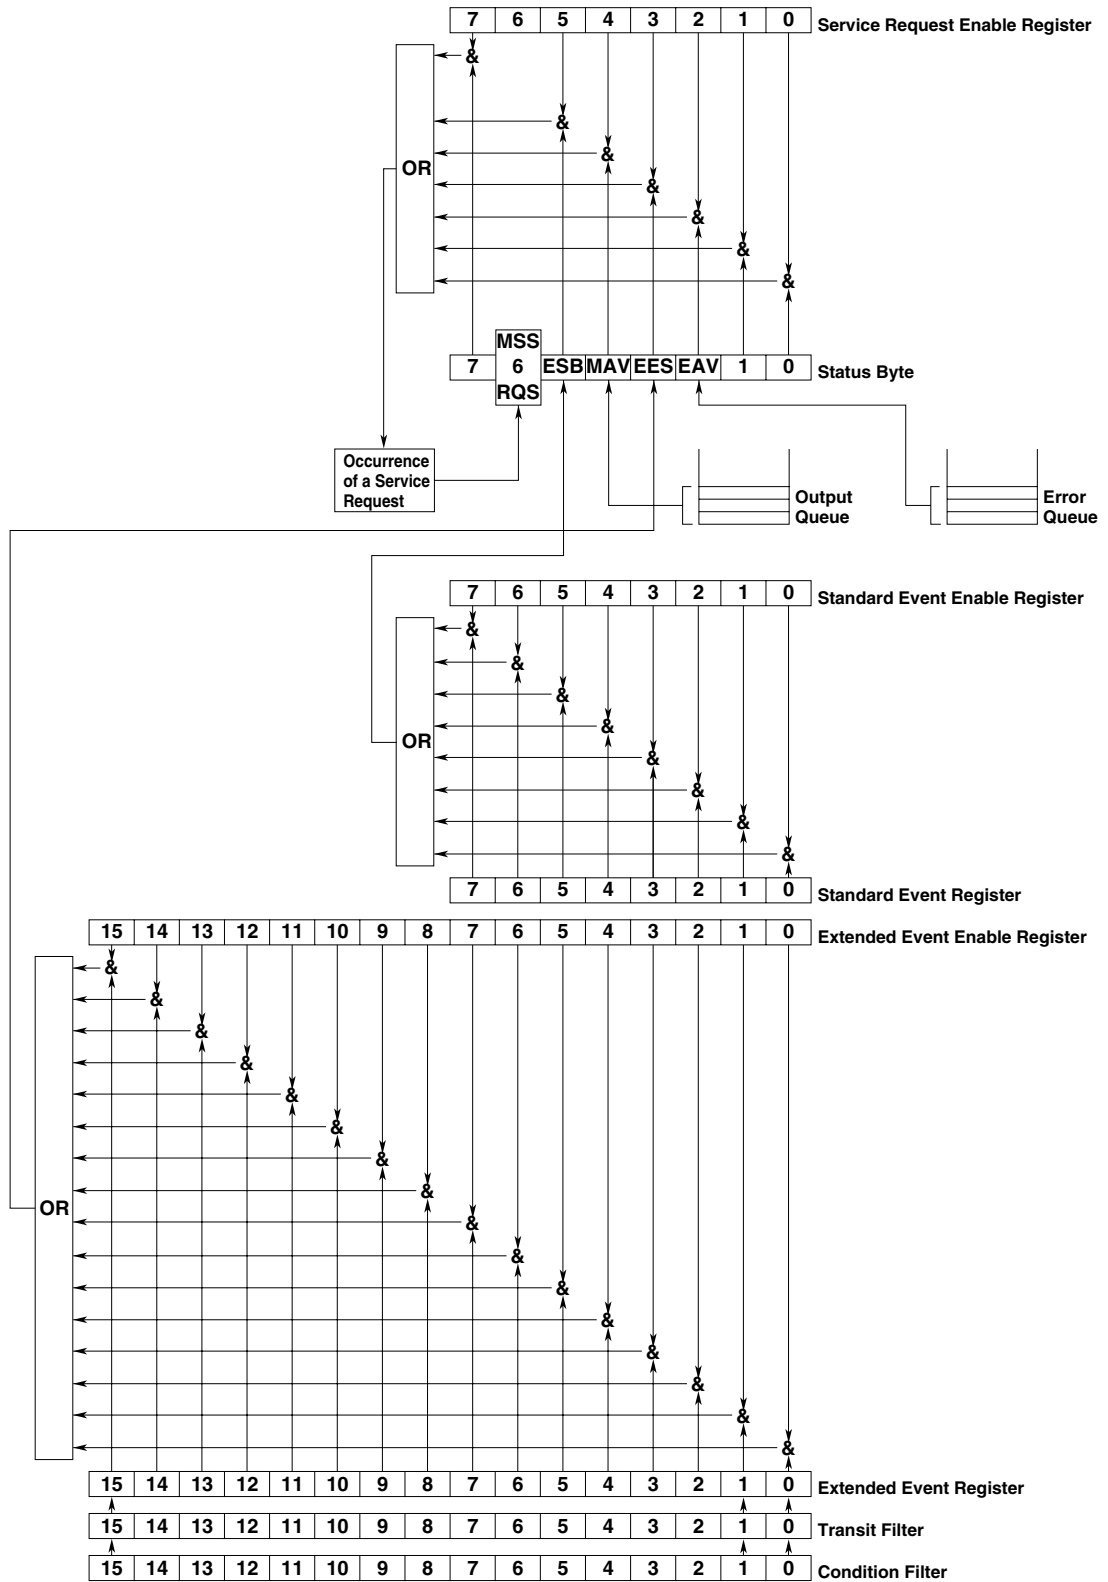 7 6 5 4 3 2 1 0 Service Request Enable Register
&
&
&
OR
&
&
&
&
MSS
7 6 ESB MAV EES EAV 1 0 Status Byte
RQS
Occurrence
of a Service
Request
Output
Queue
Error
Queue
7 6 5 4 3 2 1 0 Standard Event Enable Register
&
&
&
&
OR
&
&
&
&
7 6 5 4 3 2 1 0 Standard Event Register
15 14 13 12 11 10 9 8 7 6 5 4 3 2 1 0 Extended Event Enable Register
&
&
&
&
&
&
&
&
OR
&
&
&
&
&
&
&
&
15 14 13 12 11 10 9 8 7 6 5 4 3 2 1 0 Extended Event Register
15 14 13 12 11 10 9 8 7 6 5 4 3 2 1 0 Transit Filter
15 14 13 12 11 10 9 8 7 6 5 4 3 2 1 0 Condition Filter